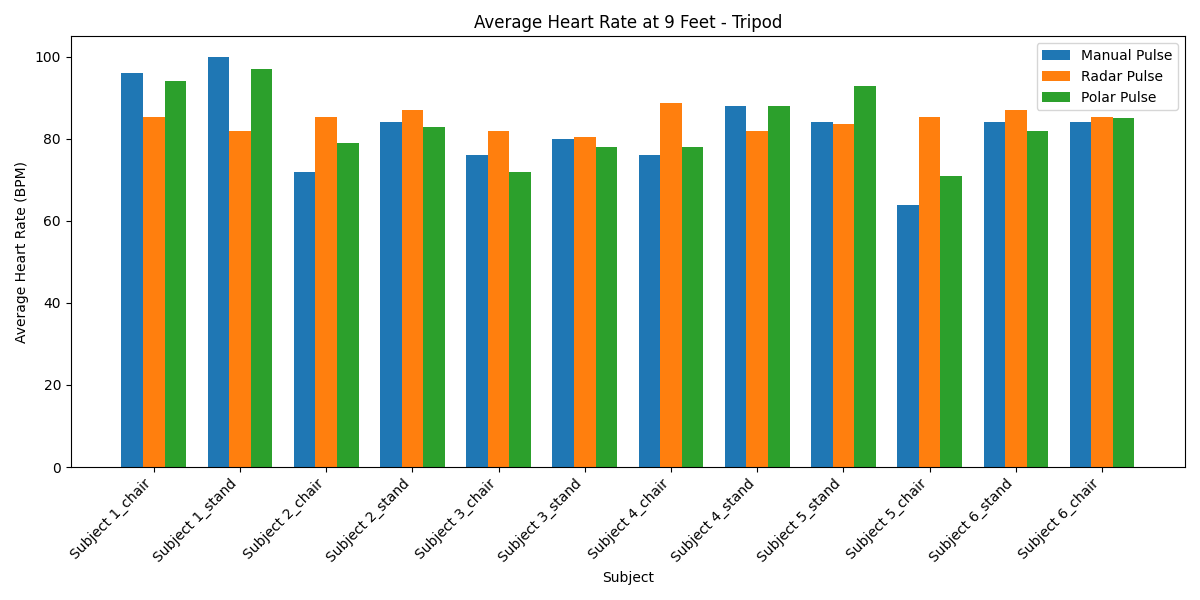 Average Heart Rate at 9 Feet - Tripod
Manual Pulse
Radar Pulse
Polar Pulse
Average Heart Rate (BPM)
100
80
60
40
20
0
Subject 1_chair
Subject 1_stand
Subject 2_chair
Subject 2_stand
Subject 3_chair
Subject 3_stand
Subject 4_chair
Subject 4_stand
Subject 5_stand
Subject 5_chair
Subject 6_stand
Subject 6_chair
Subject